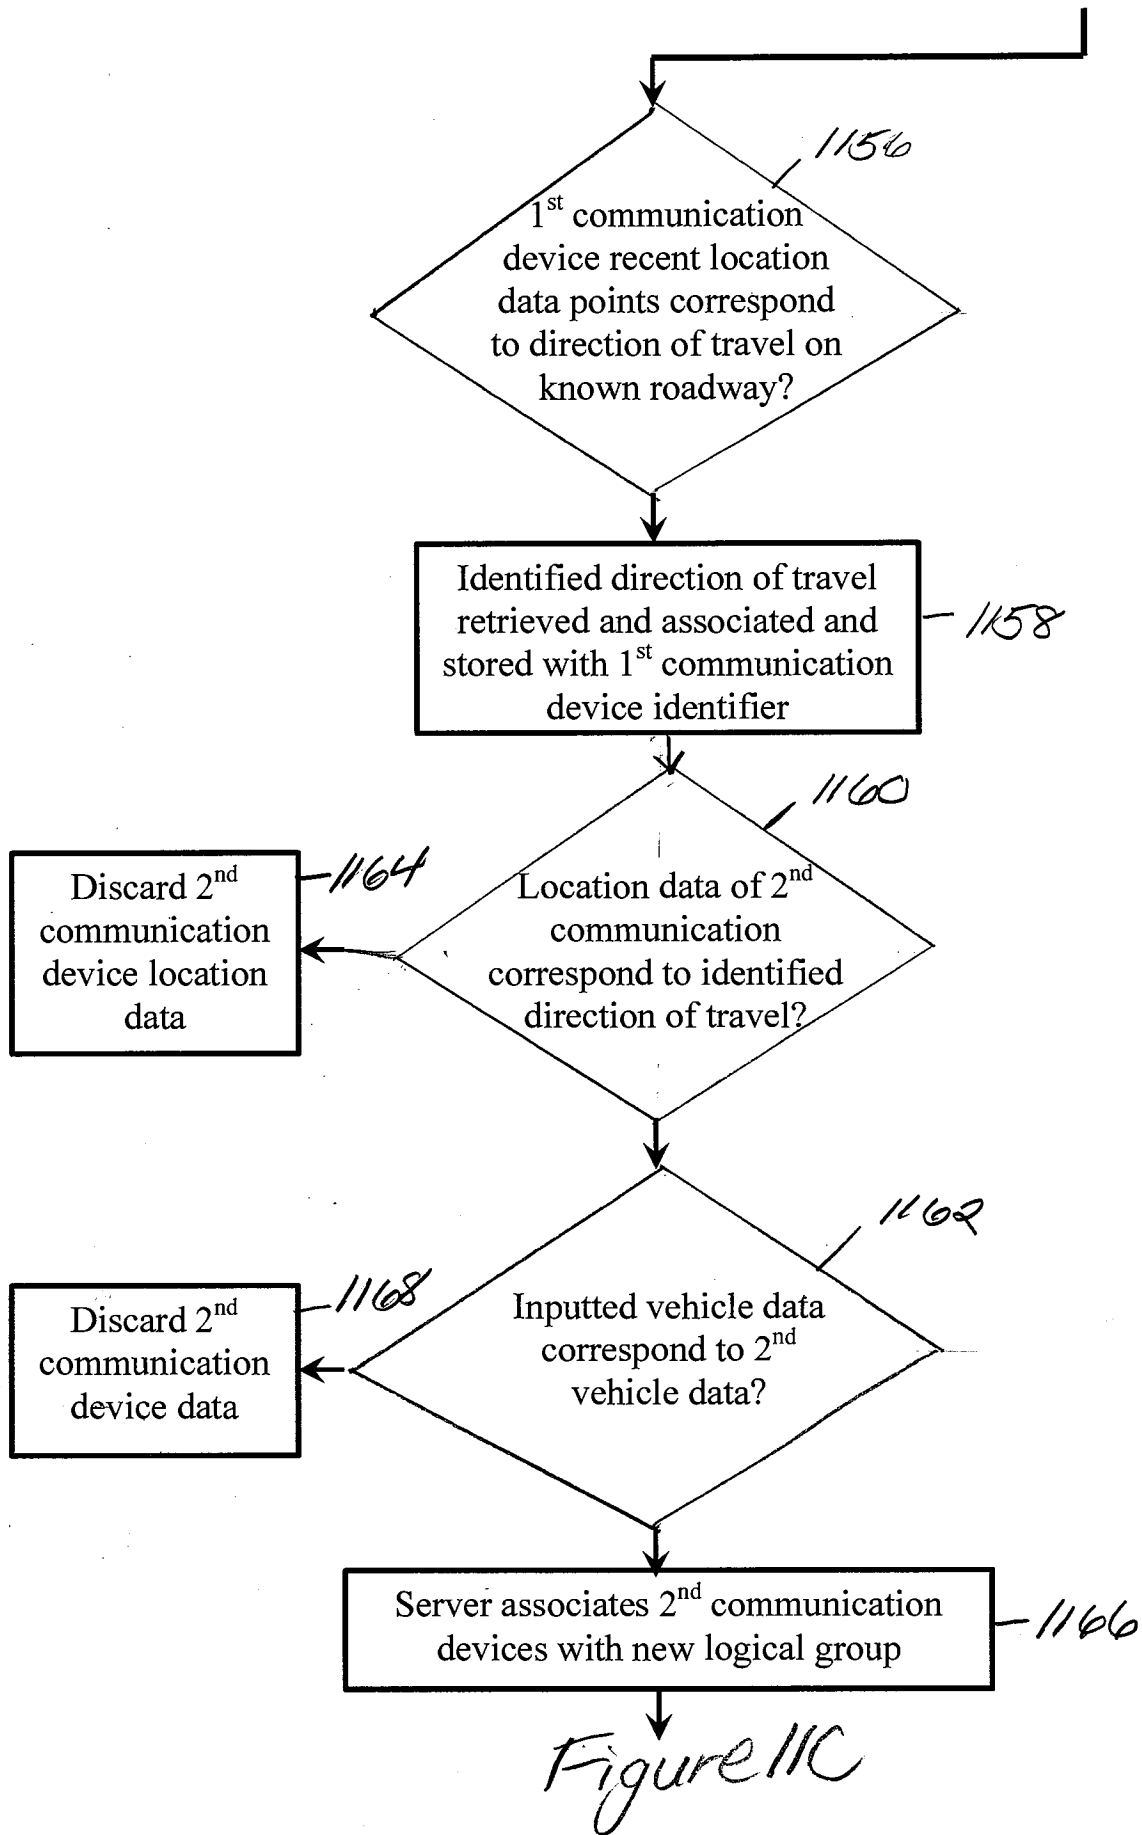 1156
1st communication
device recent location
data points correspond
to direction of travel on
known roadway?
Identified direction of travel
retrieved and associated and
stored with 1st communication
device identifier
1158
1160
Location data of 2nd
communication
correspond to identified
direction of travel?
1164
Discard 2nd
communication
device location
data
1162
Inputted vehicle data
correspond to 2nd
vehicle data?
1168
Discard 2nd
communication
device data
Server associates 2nd communication
devices with new logical group
1166
Figure 11C